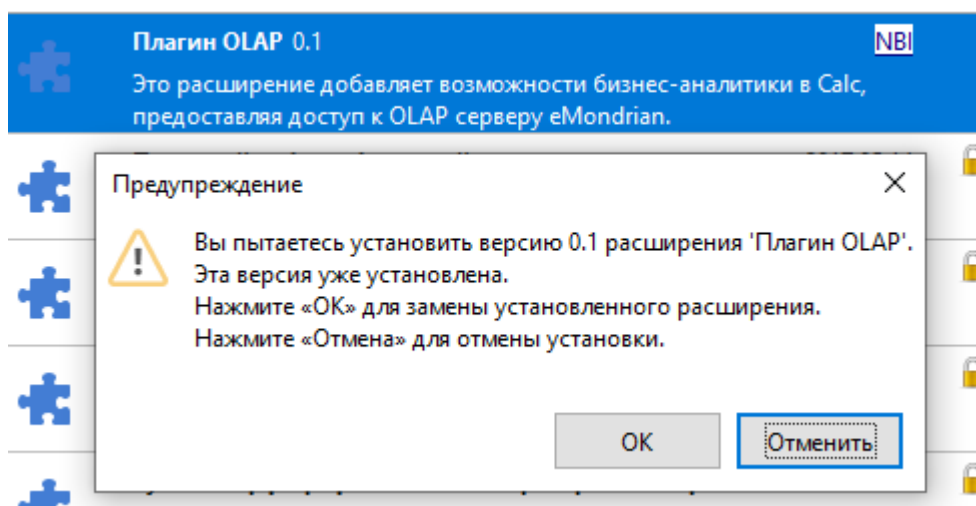 Плагин OLAP 0.1 NBI
Это расширение добавляет возможности бизнес-аналитики в Calc,
предоставляя доступ к OLAP серверу eMondrian.
Предупреждение
Вы пытаетесь установить версию 0.1 расширения 'Плагин OLAP'.
Эта версия уже установлена.
Нажмите «ОК» для замены установленного расширения.
Нажмите «Отмена» для отмены установки.
ОК
Отменить